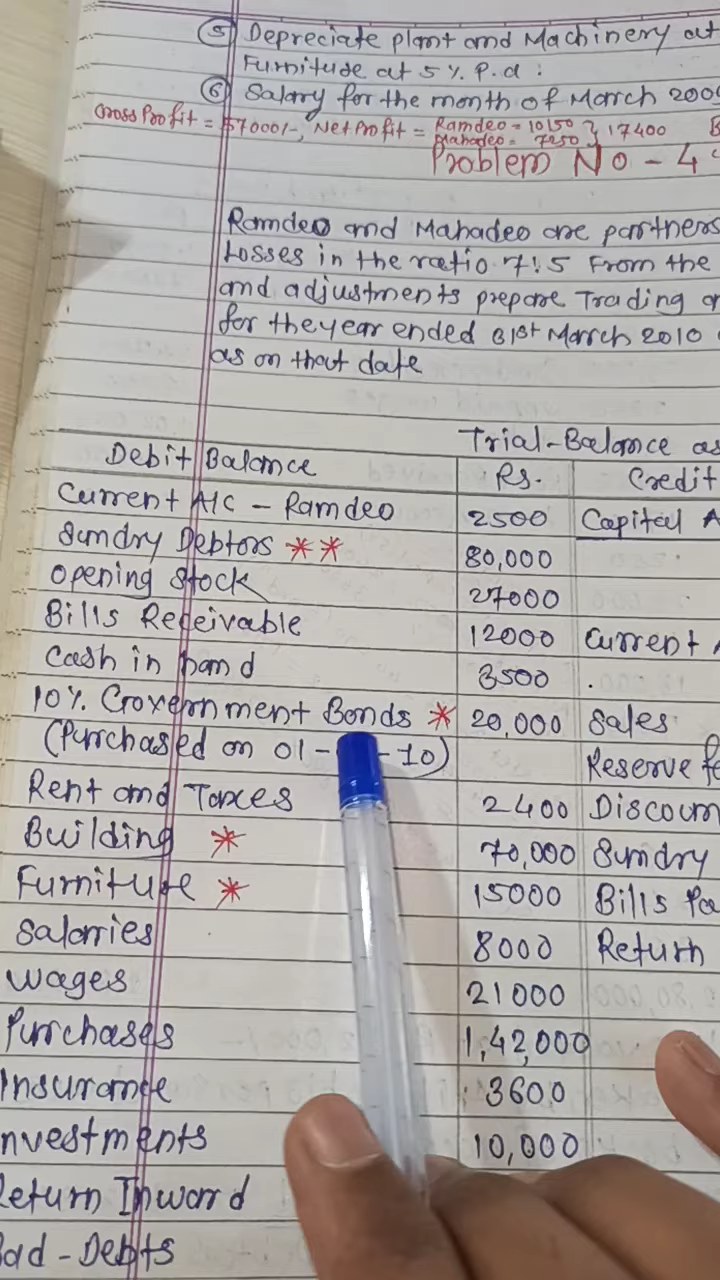 ⑤ Depreciate plant and Machinery at
Furniture at 5% P.a :
⑥ Salary for the month of March
Gross Profit = 57000/-, Net Profit = Ramdeo = 10150 } 17400
Mahadeo = 7250
Problem No - 4
Ramdeo and Mahadeo are partners
Losses in the ratio 7:5 From the
and adjustments prepare Trading
for the year ended 31st March 2010
as on that date
Trial-Balance as
Debit Balance Rs. Credit
Current A/C - Ramdeo 2500 Capital A
Sundry Debtors ** 80,000
Opening Stock 27000
Bills Receivable 12000 Current
Cash in hand 3500 .
10% Government Bonds * 20,000 Sales
(Purchased on 01- -10) Reserve
Rent and Taxes 2400 Discoun
Building * 70,000 Sundry
Furniture * 15000 Bills Pa
Salaries 8000 Return
Wages 21000
Purchases 1,42,000
Insurance 3600
nvestments 10,000
Return Inward
Bad-Debts